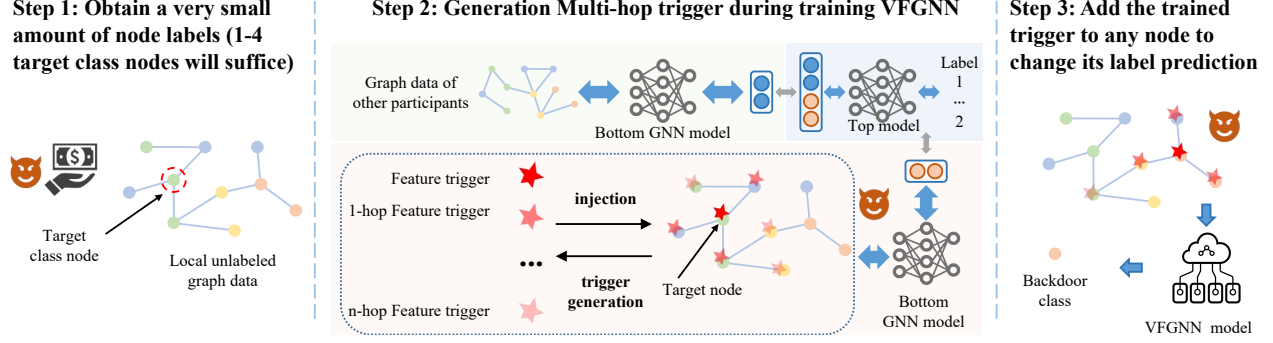 Step 1: Obtain a very small
amount of node labels (1-4
target class nodes will suffice)
Target
class node
Local unlabeled
graph data
Step 2: Generation Multi-hop trigger during training VFGNN
Graph data of
other participants
Bottom GNN model
Top model
Label
1
...
2
Feature trigger
1-hop Feature trigger
...
n-hop Feature trigger
injection
trigger
generation
Target node
Bottom
GNN model
Step 3: Add the trained
trigger to any node to
change its label prediction
Backdoor
class
VFGNN model